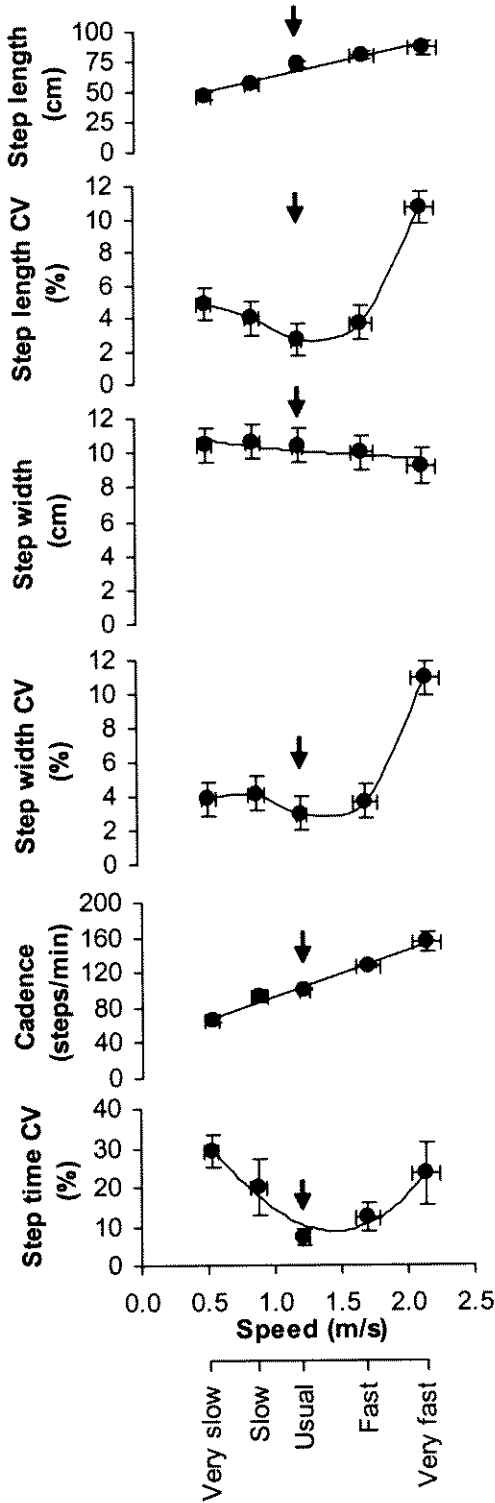 Step length
(cm)
100
75
50
25
0
Step length CV
(%)
12
10
8
6
4
2
0
Step width
(cm)
12
10
8
6
4
2
0
Step width CV
(%)
12
10
8
6
4
2
0
Cadence
(steps/min)
200
160
120
80
40
0
Step time CV
(%)
40
30
20
10
0
0.0 0.5 1.0 1.5 2.0 2.5
Speed (m/s)
Very slow
Slow
Usual
Fast
Very fast